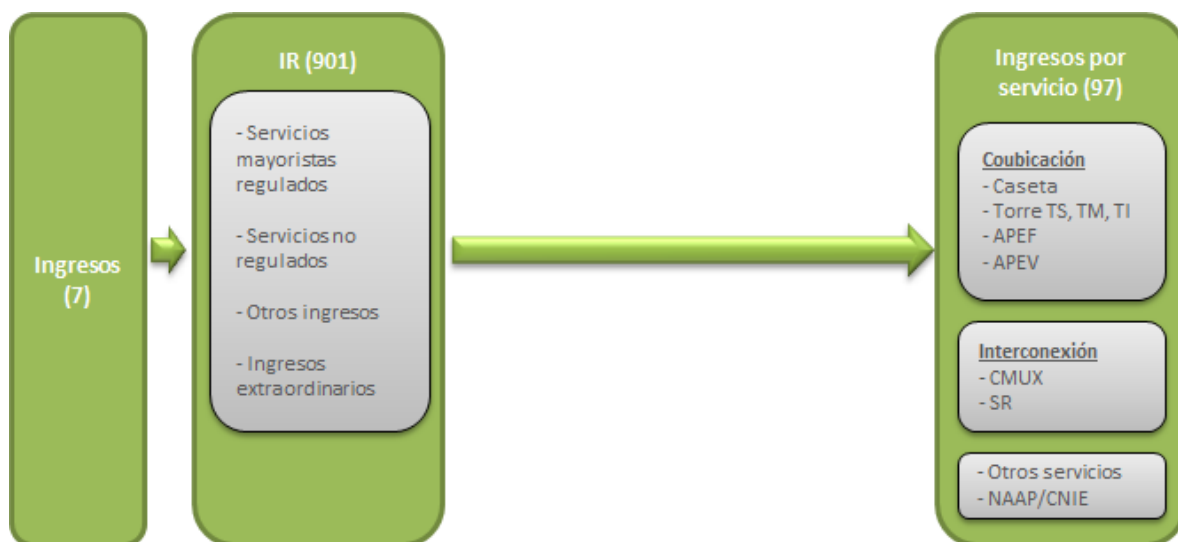 Ingresos
(7)
IR (901)
- Servicios
mayoristas
regulados
- Servicios no
regulados
- Otros ingresos
- Ingresos
extraordinarios
Ingresos por
servicio (97)
Coubicación
- Caseta
- Torre TS, TM, TI
- APEF
- APEV
Interconexión
- CMUX
- SR
- Otros servicios
- NAAP/CNIE